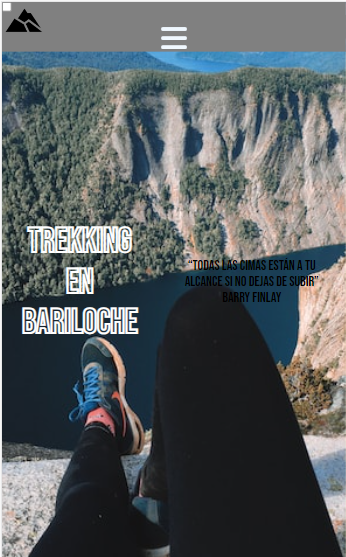 TREKKING
EN
BARILOCHE
“TODAS LAS CIMAS ESTÁN A TU
ALCANCE SI NO DEJAS DE SUBIR”
BARRY FINLAY